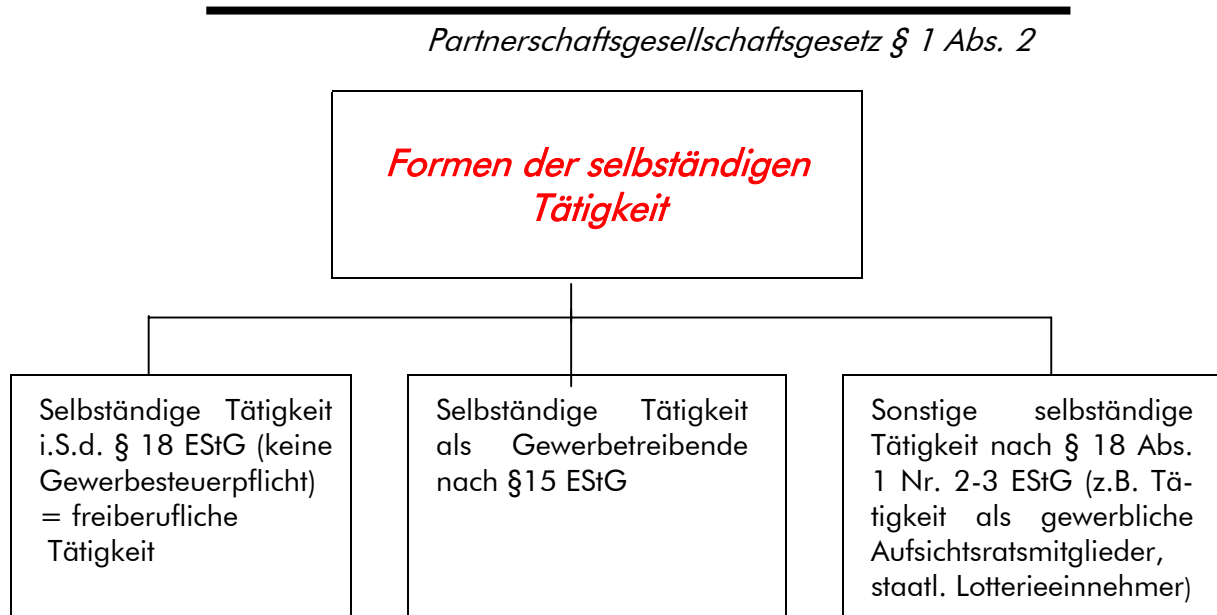 Partnerschaftsgesellschaftsgesetz § 1 Abs. 2
Formen der selbständigen
Tätigkeit
Selbständige Tätigkeit
i.S.d. § 18 EStG (keine
Gewerbesteuerpflicht)
= freiberufliche
Tätigkeit
Selbständige Tätigkeit
als Gewerbetreibende
nach §15 EStG
Sonstige selbständige
Tätigkeit nach § 18 Abs.
1 Nr. 2-3 EStG (z.B. Tä-
tigkeit als gewerbliche
Aufsichtsratsmitglieder,
staatl. Lotterieeinnehmer)